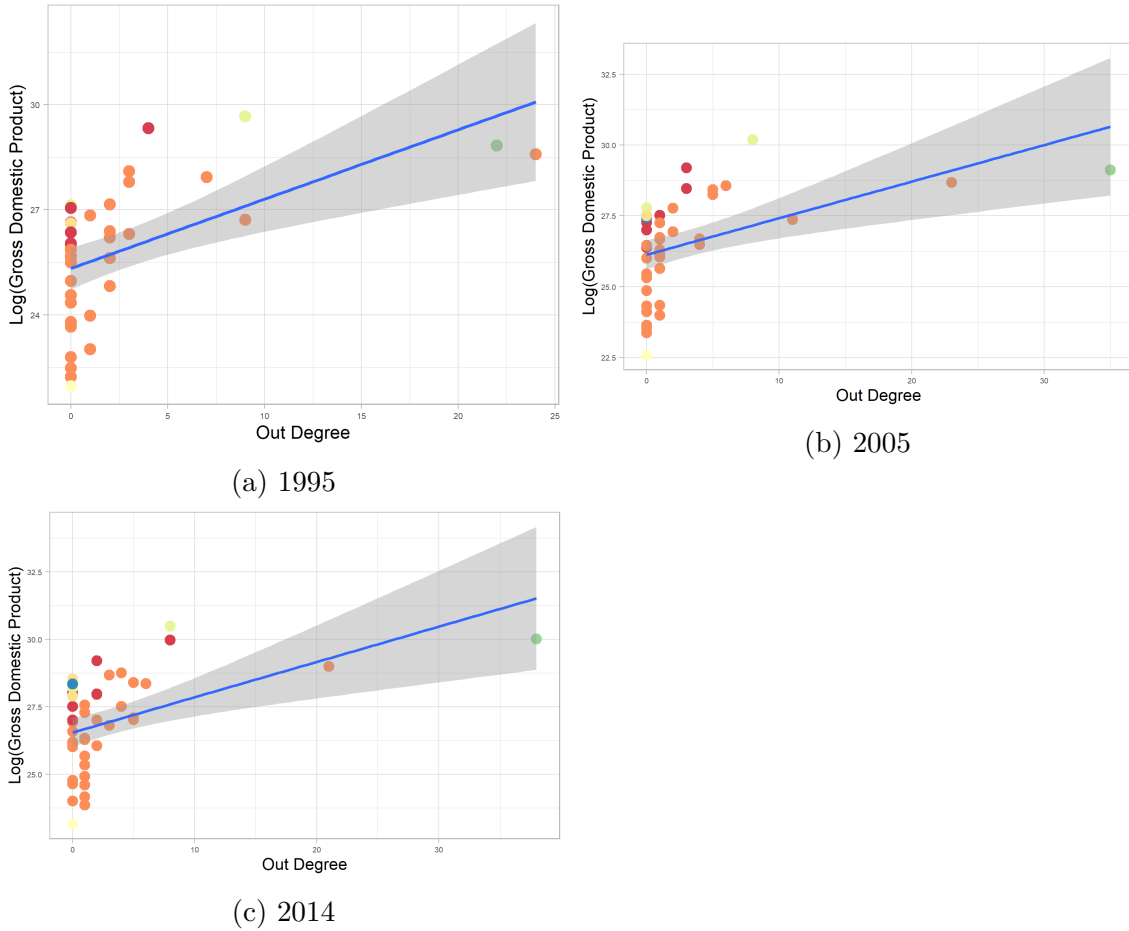 30
27
24
Log(Gross Domestic Product)
0 5 10 15 20 25
Out Degree
(a) 1995
32.5
30.0
27.5
25.0
22.5
Log(Gross Domestic Product)
0 10 20 30
Out Degree
(b) 2005
32.5
30.0
27.5
25.0
Log(Gross Domestic Product)
0 10 20 30
Out Degree
(c) 2014